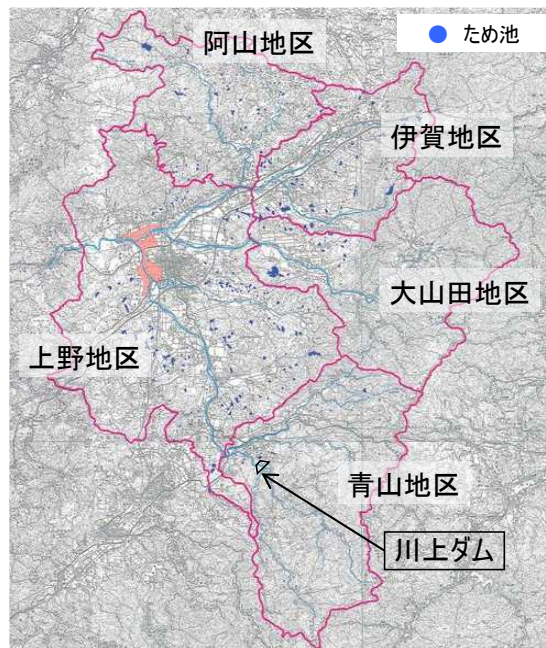 阿山地区
ため池
伊賀地区
大山田地区
上野地区
青山地区
川上ダム